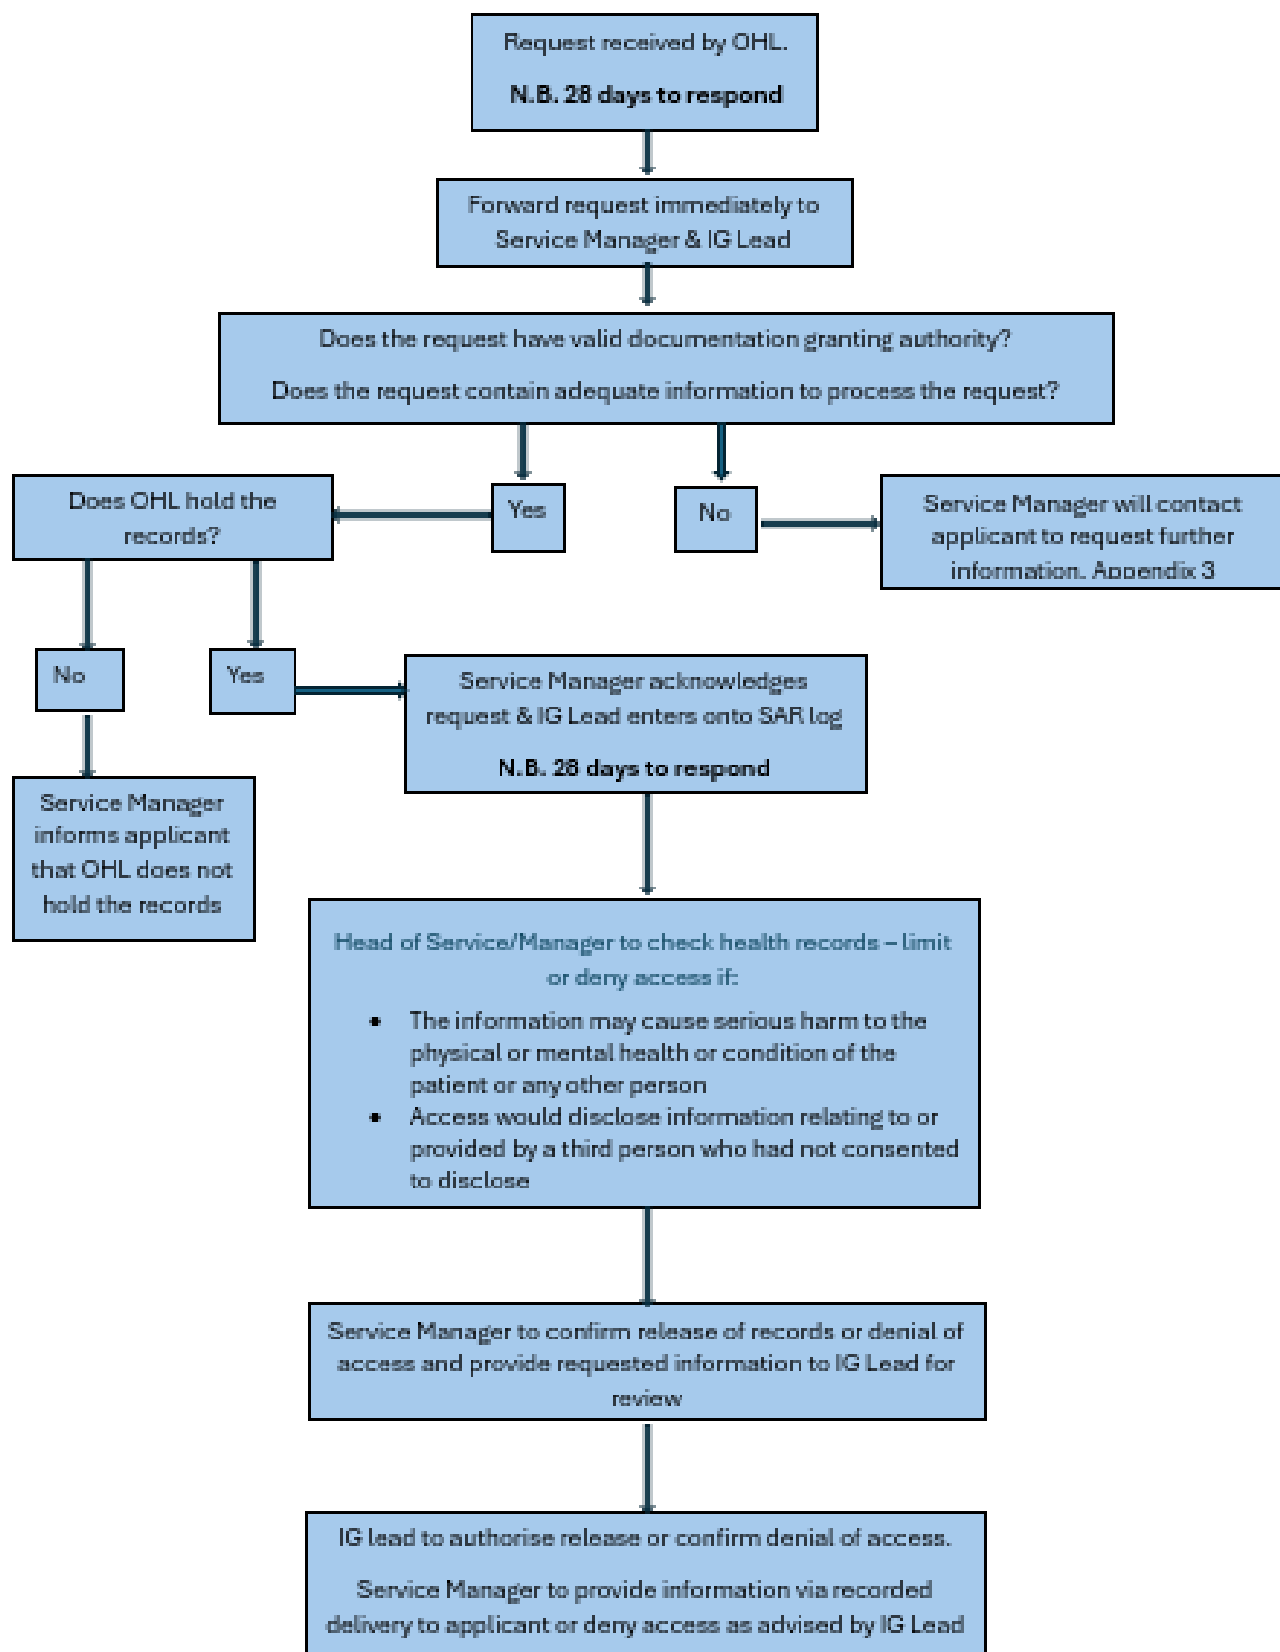 Request received by OHL.
N.B. 28 days to respond
Forward request immediately to
Service Manager & IG Lead
Does the request have valid documentation granting authority?
Does the request contain adequate information to process the request?
Yes
No
Does OHL hold the
records?
Service Manager will contact
applicant to request further
information. Appendix 3
No
Yes
Service Manager acknowledges
request & IG Lead enters onto SAR log
N.B. 28 days to respond
Service Manager
informs applicant
that OHL does not
hold the records
Head of Service/Manager to check health records – limit
or deny access if:
• The information may cause serious harm to the
physical or mental health or condition of the
patient or any other person
• Access would disclose information relating to or
provided by a third person who had not consented
to disclose
Service Manager to confirm release of records or denial of
access and provide requested information to IG Lead for
review
IG lead to authorise release or confirm denial of access.
Service Manager to provide information via recorded
delivery to applicant or deny access as advised by IG Lead